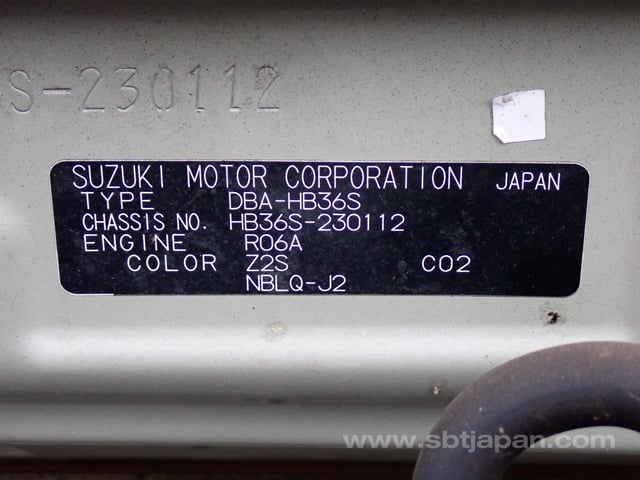 S-230112
SUZUKI MOTOR CORPORATION JAPAN
TYPE DBA-HB36S
CHASSIS NO. HB36S-230112
ENGINE R06A
COLOR Z2S C02
NBLQ-J2
www.sbtjapan.com